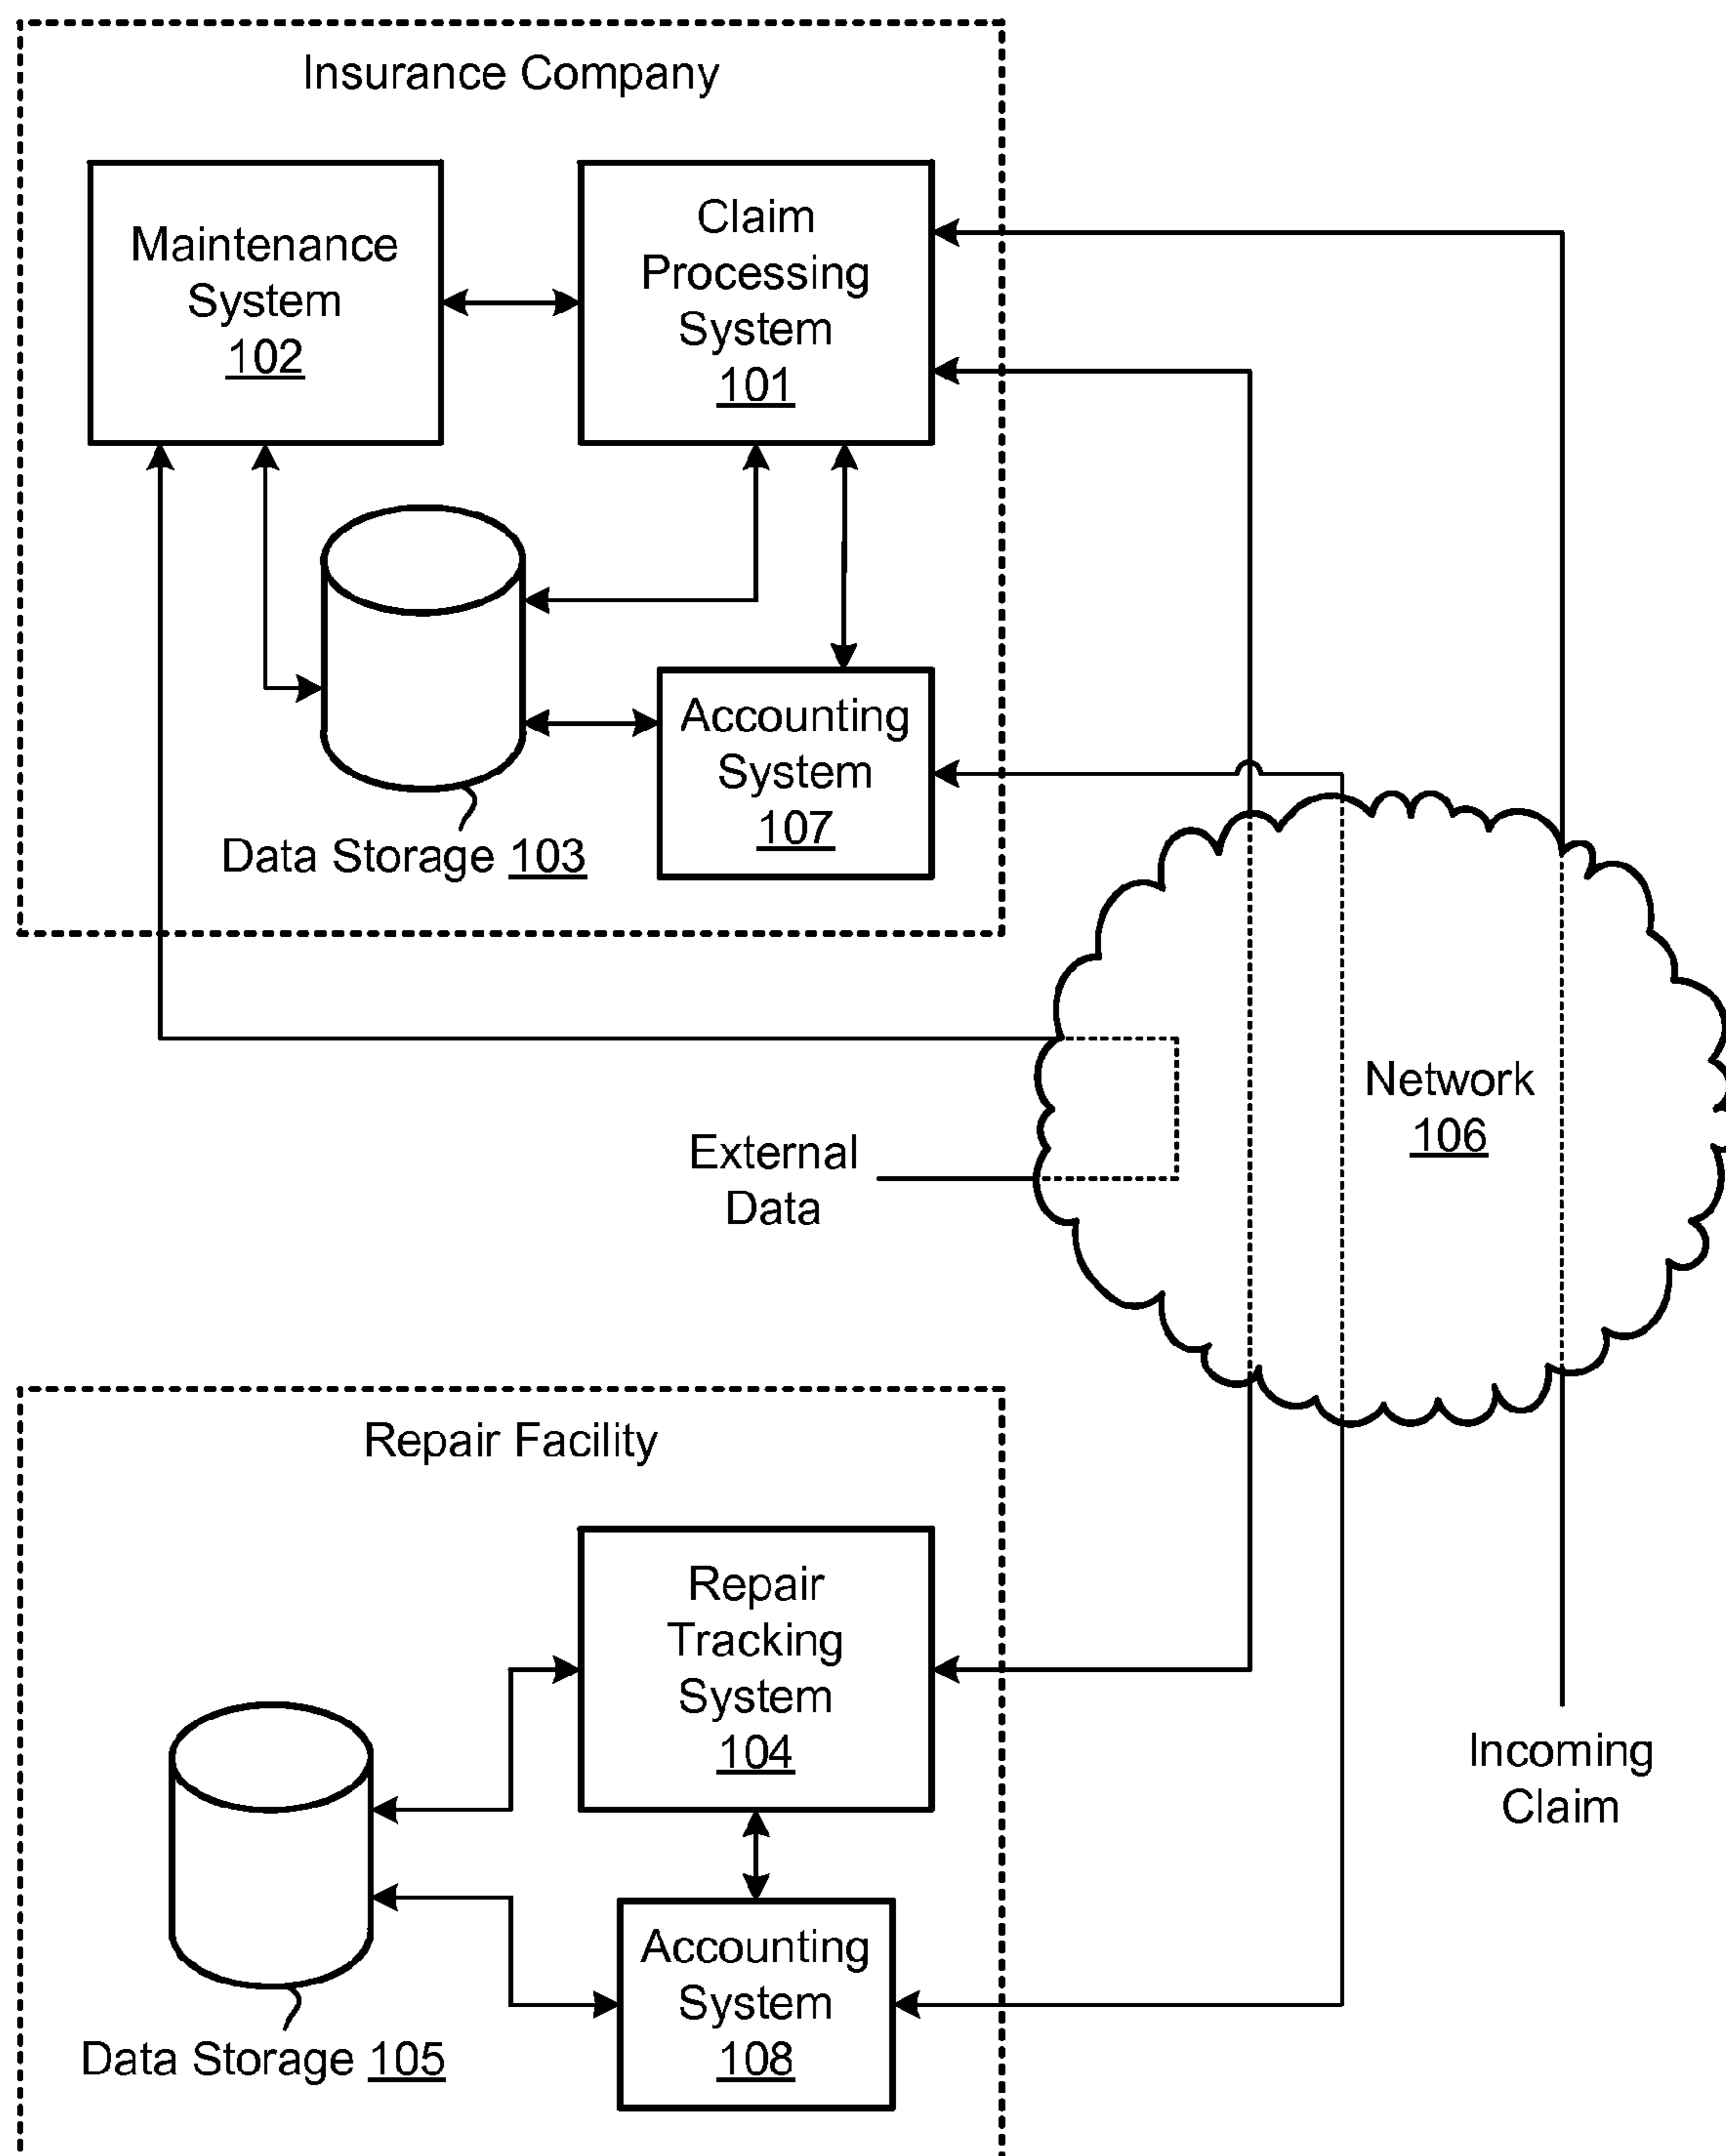 Insurance Company
Maintenance
System
102
Claim
Processing
System
101
Accounting
System
107
Data Storage 103
Network
106
External
Data
Repair Facility
Repair
Tracking
System
104
Incoming
Claim
Accounting
System
108
Data Storage 105